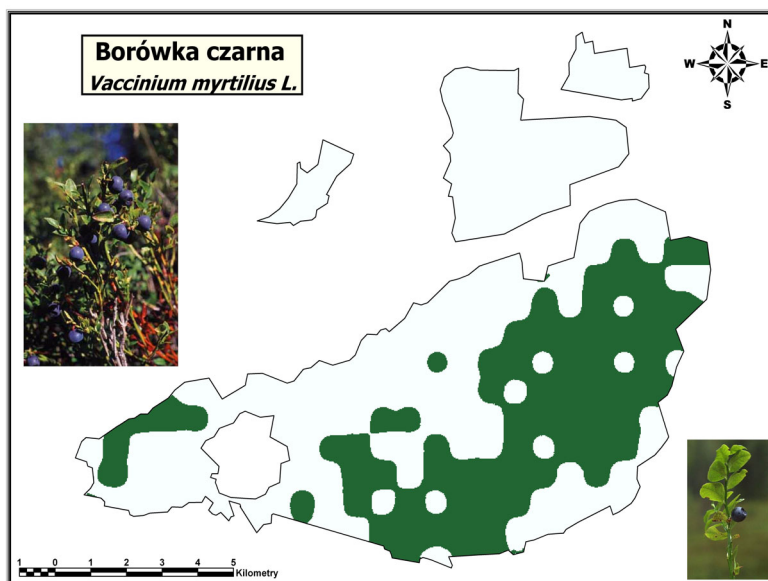 Borówka czarna
Vaccinium myrtilius L.
N
W E
S
1 0 1 2 3 4 5
Kilometry